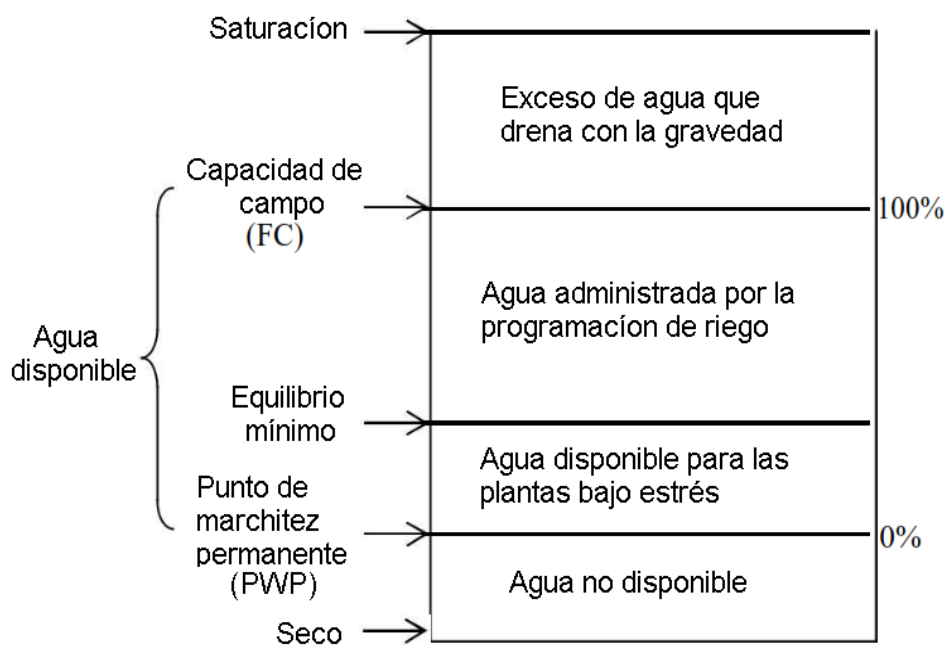 Saturacíon
Exceso de agua que
drena con la gravedad
Capacidad de
campo
(FC)
100%
Agua administrada por la
programacíon de riego
Agua
disponible
Equilibrio
mínimo
Agua disponible para las
plantas bajo estrés
Punto de
marchitez
permanente
(PWP)
0%
Agua no disponible
Seco